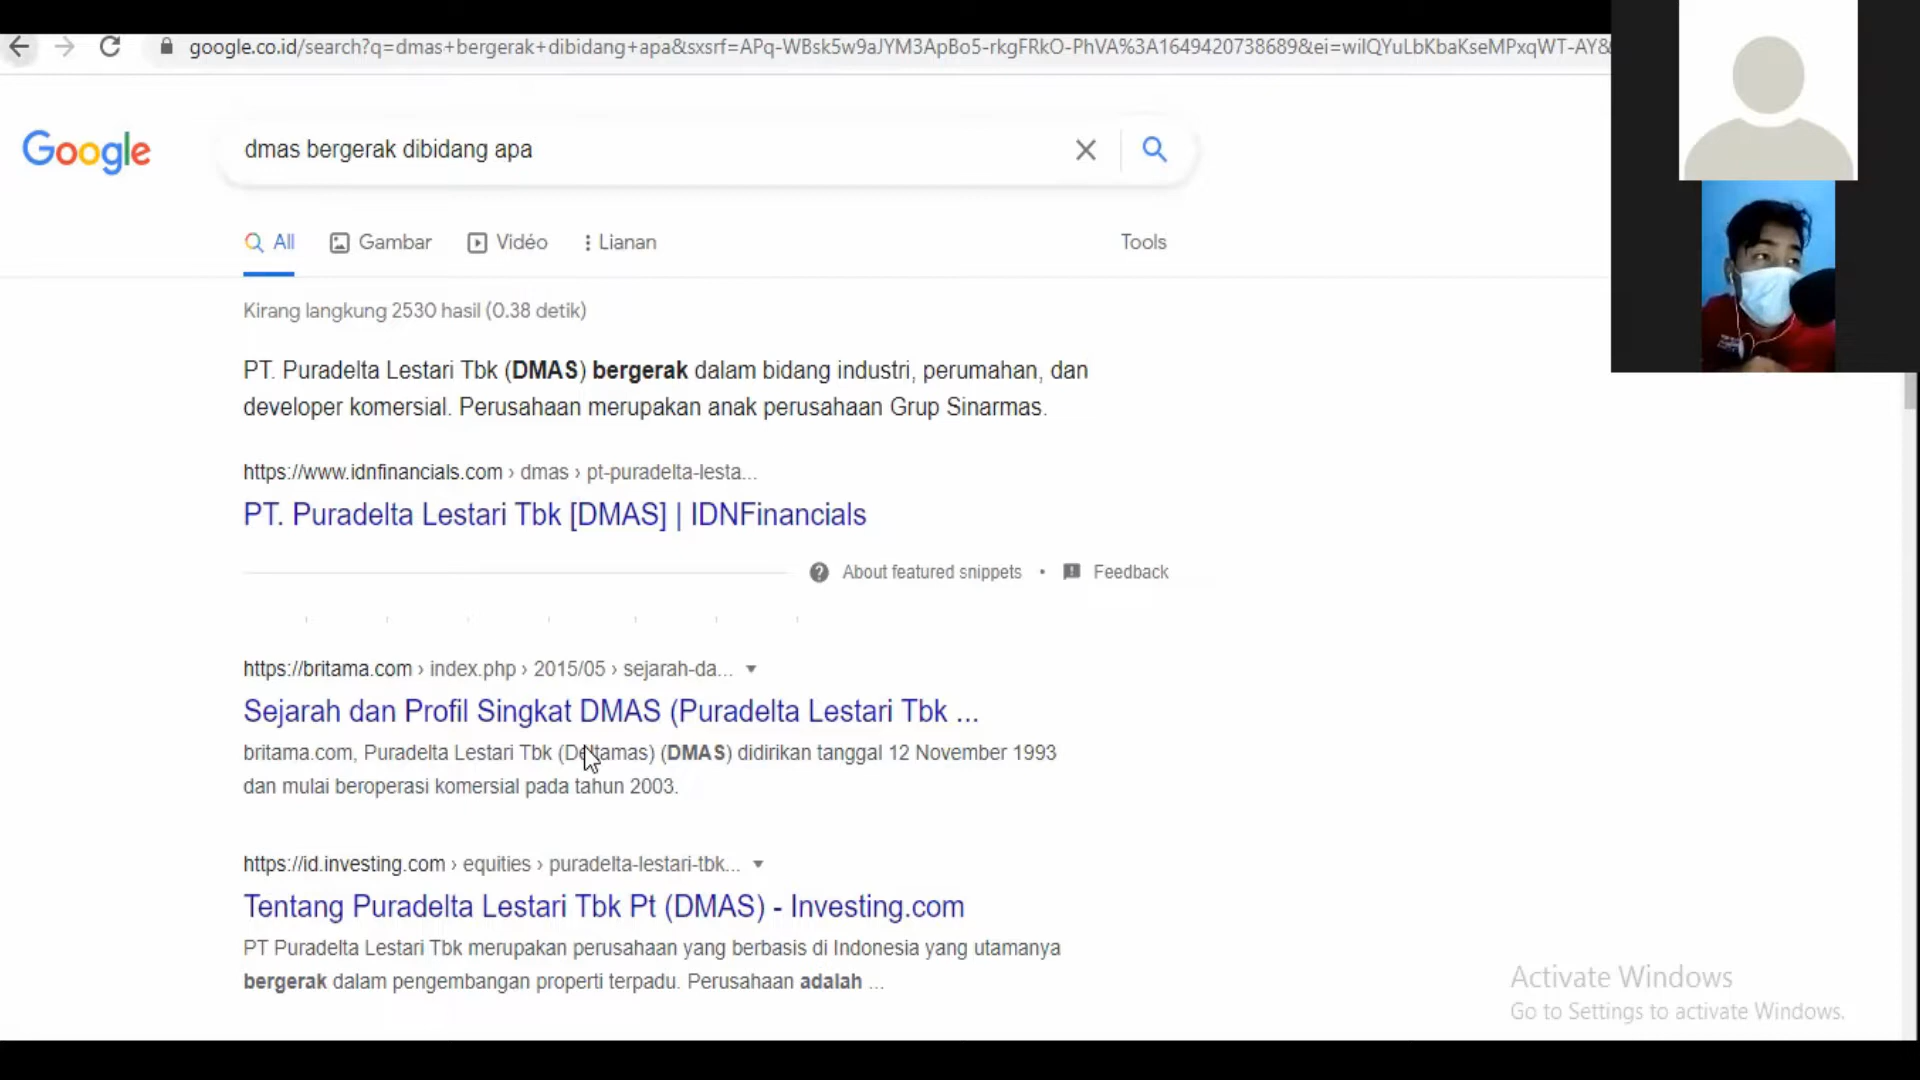 google.co.id/search?q=dmas+bergerak+dibidang+apa&sxsrf=APq-WBsk5w9aJYM3ApBo5-rkgFRkO-PhVA%3A1649420738689&ei=wilQYuLbKbaKseMPxqWT-AY&
Google
dmas bergerak dibidang apa
All Gambar Vidéo Lianan Tools
Kirang langkung 2530 hasil (0.38 detik)
PT. Puradelta Lestari Tbk (DMAS) bergerak dalam bidang industri, perumahan, dan
developer komersial. Perusahaan merupakan anak perusahaan Grup Sinarmas.
https://www.idnfinancials.com › dmas › pt-puradelta-lesta...
PT. Puradelta Lestari Tbk [DMAS] | IDNFinancials
About featured snippets • Feedback
https://britama.com › index.php › 2015/05 › sejarah-da...
Sejarah dan Profil Singkat DMAS (Puradelta Lestari Tbk ...
britama.com, Puradelta Lestari Tbk (Deltamas) (DMAS) didirikan tanggal 12 November 1993
dan mulai beroperasi komersial pada tahun 2003.
https://id.investing.com › equities › puradelta-lestari-tbk...
Tentang Puradelta Lestari Tbk Pt (DMAS) - Investing.com
PT Puradelta Lestari Tbk merupakan perusahaan yang berbasis di Indonesia yang utamanya
bergerak dalam pengembangan properti terpadu. Perusahaan adalah ...
Activate Windows
Go to Settings to activate Windows.